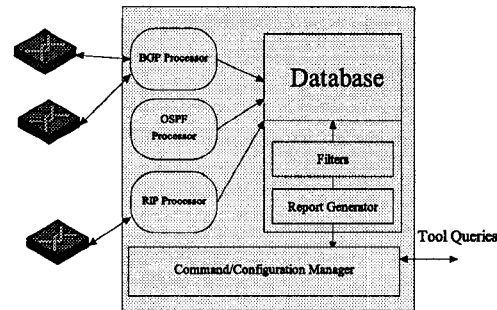 BGP Processor
Database
OSPF
Processor
Filters
RIP Processor
Report Generator
Tool Queries
Command/Configuration Manager